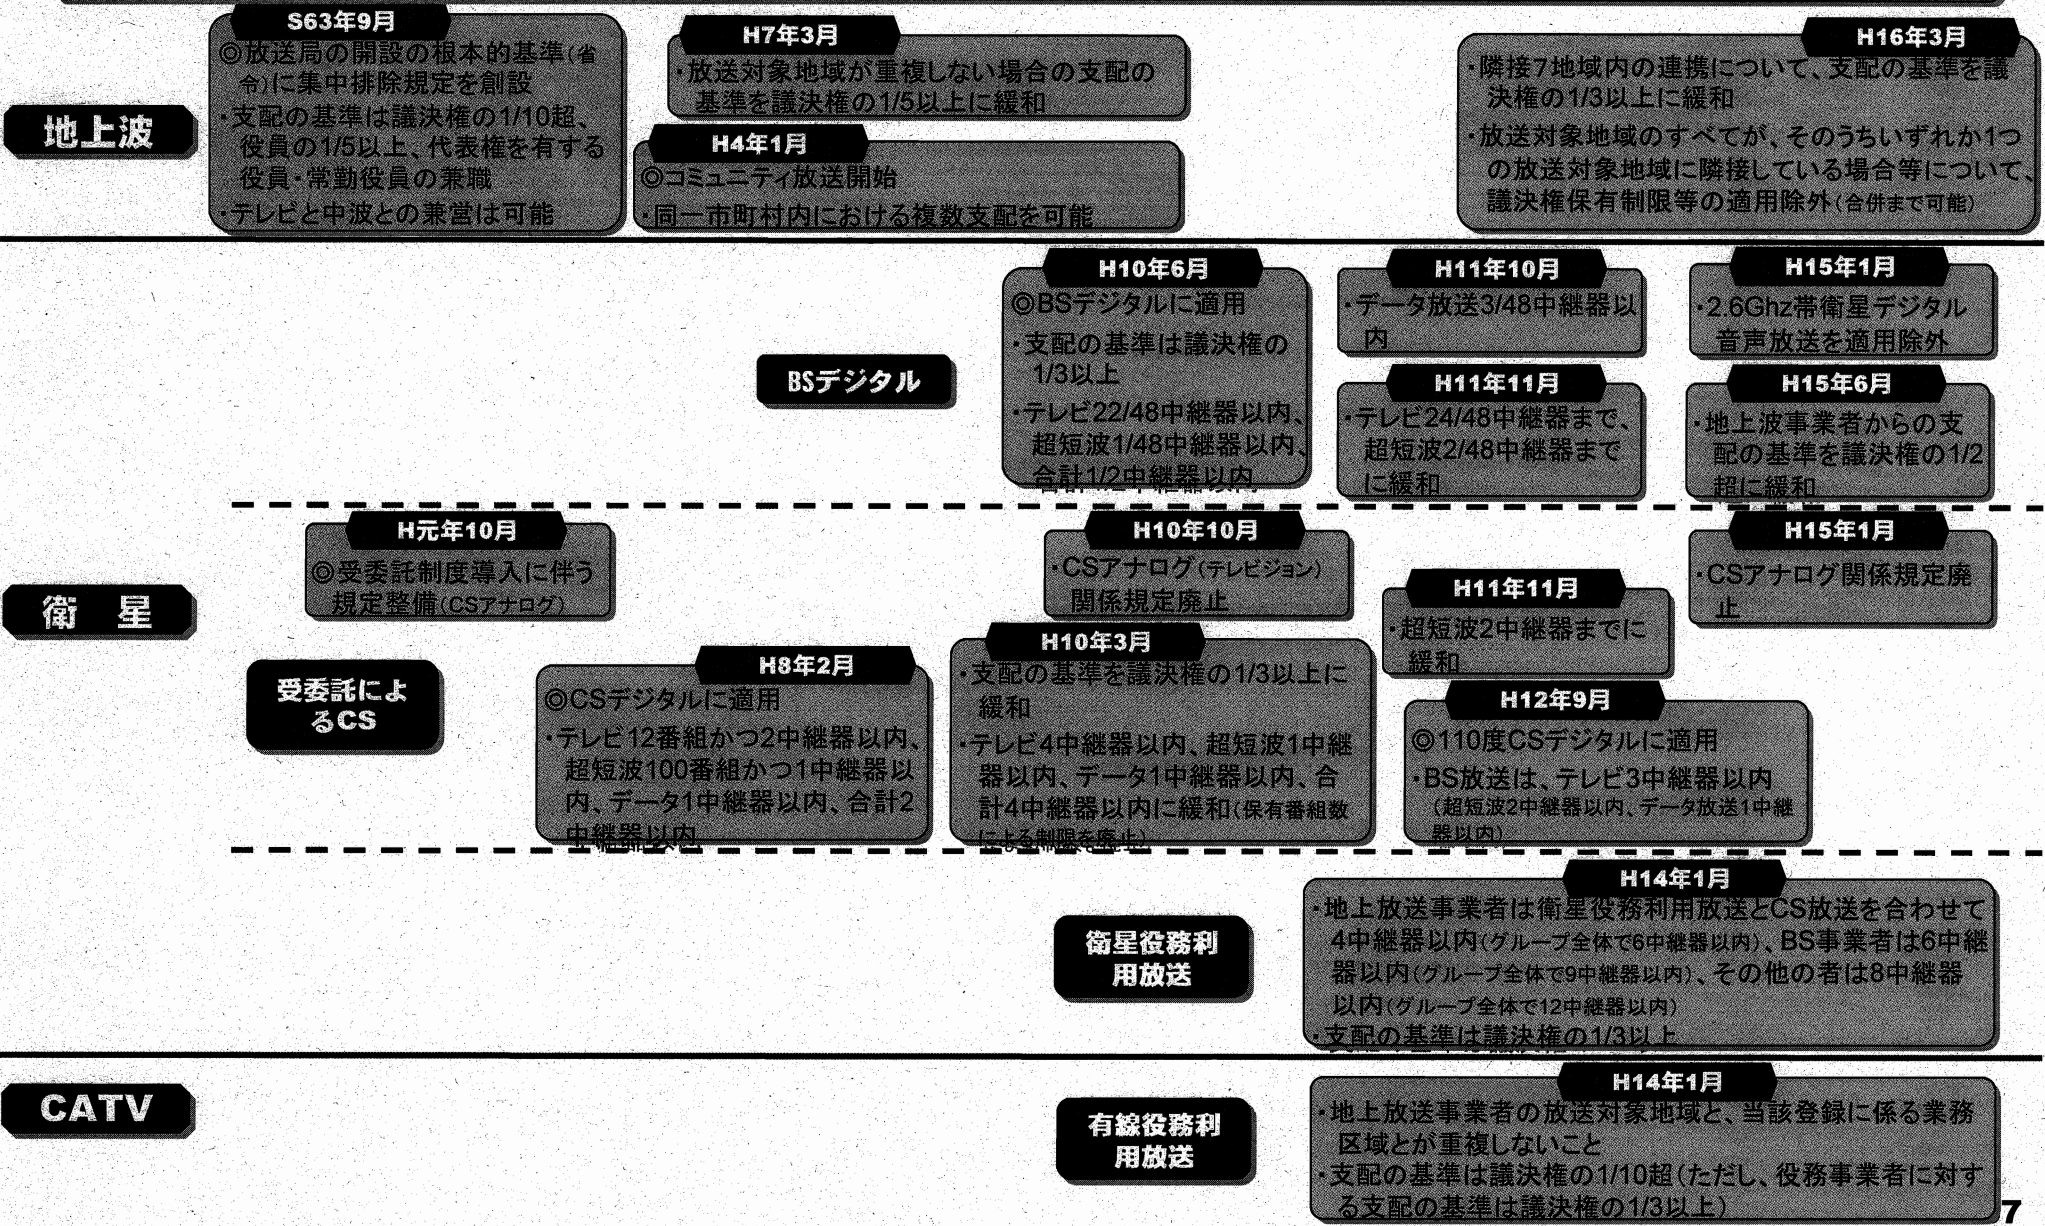 地上波
S63年9月
◎放送局の開設の根本的基準(省
令)に集中排除規定を創設
・支配の基準は議決権の1/10超、
役員の1/5以上、代表権を有する
役員・常勤役員の兼職
・テレビと中波との兼営は可能
H7年3月
・放送対象地域が重複しない場合の支配の
基準を議決権の1/5以上に緩和
H4年1月
◎コミュニティ放送開始
・同一市町村内における複数支配を可能
H16年3月
・隣接7地域内の連携について、支配の基準を議
決権の1/3以上に緩和
・放送対象地域のすべてが、そのうちいずれか1つ
の放送対象地域に隣接している場合等について、
議決権保有制限等の適用除外(合併まで可能)
衛 星
BSデジタル
H10年6月
◎BSデジタルに適用
・支配の基準は議決権の
1/3以上
・テレビ22/48中継器以内、
超短波1/48中継器以内、
合計1/2中継器以内
H11年10月
・データ放送3/48中継器以
内
H11年11月
・テレビ24/48中継器まで、
超短波2/48中継器まで
に緩和
H15年1月
・2.6Ghz帯衛星デジタル
音声放送を適用除外
H15年6月
・地上波事業者からの支
配の基準を議決権の1/2
超に緩和
受委託によ
るCS
H元年10月
◎受委託制度導入に伴う
規定整備(CSアナログ)
H8年2月
◎CSデジタルに適用
・テレビ12番組かつ2中継器以内、
超短波100番組かつ1中継器以
内、データ1中継器以内、合計2
中継器以内
H10年10月
・CSアナログ(テレビジョン)
関係規定廃止
H10年3月
・支配の基準を議決権の1/3以上に
緩和
・テレビ4中継器以内、超短波1中継
器以内、データ1中継器以内、合
計4中継器以内に緩和(保有番組数
による制限を廃止)
H11年11月
・超短波2中継器までに
緩和
H12年9月
◎110度CSデジタルに適用
・BS放送は、テレビ3中継器以内
(超短波2中継器以内、データ放送1中継
器以内)
H15年1月
・CSアナログ関係規定廃
止
衛星役務利
用放送
H14年1月
・地上放送事業者は衛星役務利用放送とCS放送を合わせて
4中継器以内(グループ全体で6中継器以内)、BS事業者は6中継
器以内(グループ全体で9中継器以内)、その他の者は8中継器
以内(グループ全体で12中継器以内)
・支配の基準は議決権の1/3以上
CATV
有線役務利
用放送
H14年1月
・地上放送事業者の放送対象地域と、当該登録に係る業務
区域とが重複しないこと
・支配の基準は議決権の1/10超(ただし、役務事業者に対す
る支配の基準は議決権の1/3以上)
7